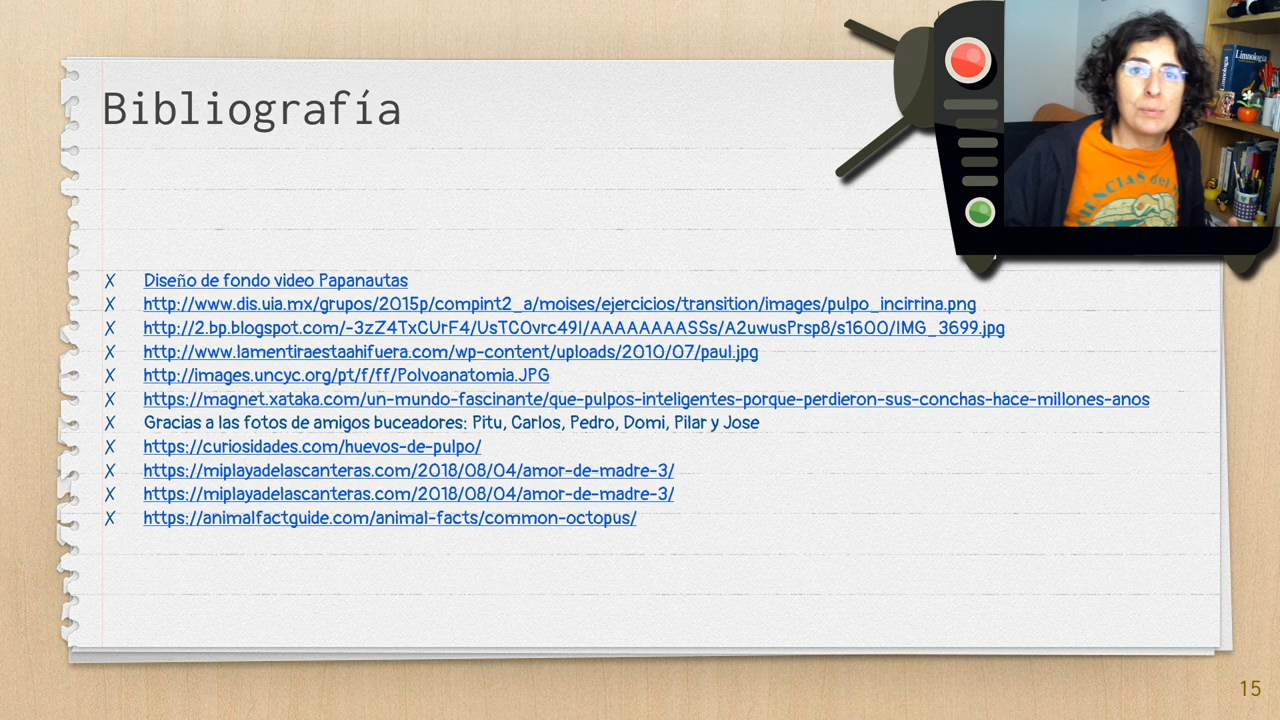 Bibliografía
Limnología
CIENCIAS del
X Diseño de fondo video Papanautas
X http://www.dis.uia.mx/grupos/2015p/compint2_a/moises/ejercicios/transition/images/pulpo_incirrina.png
X http://2.bp.blogspot.com/-3zZ4TxCUrF4/UsTC0vrc49I/AAAAAAAASSs/A2uwusPrsp8/s1600/IMG_3699.jpg
X http://www.lamentiraestaahifuera.com/wp-content/uploads/2010/07/paul.jpg
X http://images.uncyc.org/pt/f/ff/Polvoanatomia.JPG
X https://magnet.xataka.com/un-mundo-fascinante/que-pulpos-inteligentes-porque-perdieron-sus-conchas-hace-millones-anos
X Gracias a las fotos de amigos buceadores: Pitu, Carlos, Pedro, Domi, Pilar y Jose
X https://curiosidades.com/huevos-de-pulpo/
X https://miplayadelascanteras.com/2018/08/04/amor-de-madre-3/
X https://miplayadelascanteras.com/2018/08/04/amor-de-madre-3/
X https://animalfactguide.com/animal-facts/common-octopus/
15